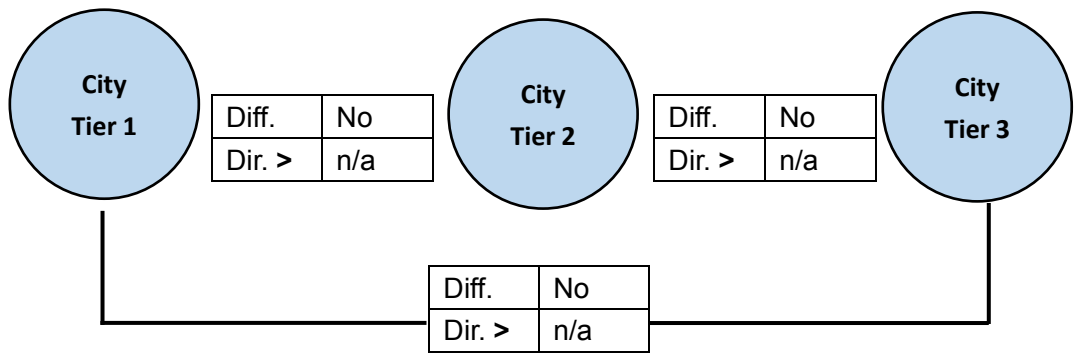 City
Tier 1
Diff. No
Dir. > n/a
City
Tier 2
Diff. No
Dir. > n/a
City
Tier 3
Diff. No
Dir. > n/a